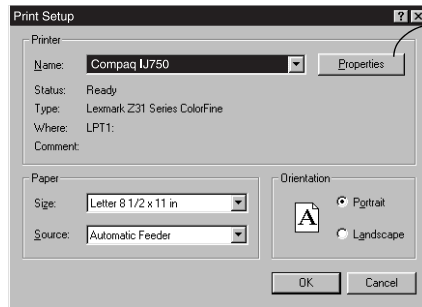 Print Setup ? X
Printer
Name: Compaq IJ750 Properties
Status: Ready
Type: Lexmark Z31 Series ColorFine
Where: LPT1:
Comment:
Paper
Size: Letter 8 1/2 x 11 in
Source: Automatic Feeder
Orientation
A
Portrait
Landscape
OK Cancel